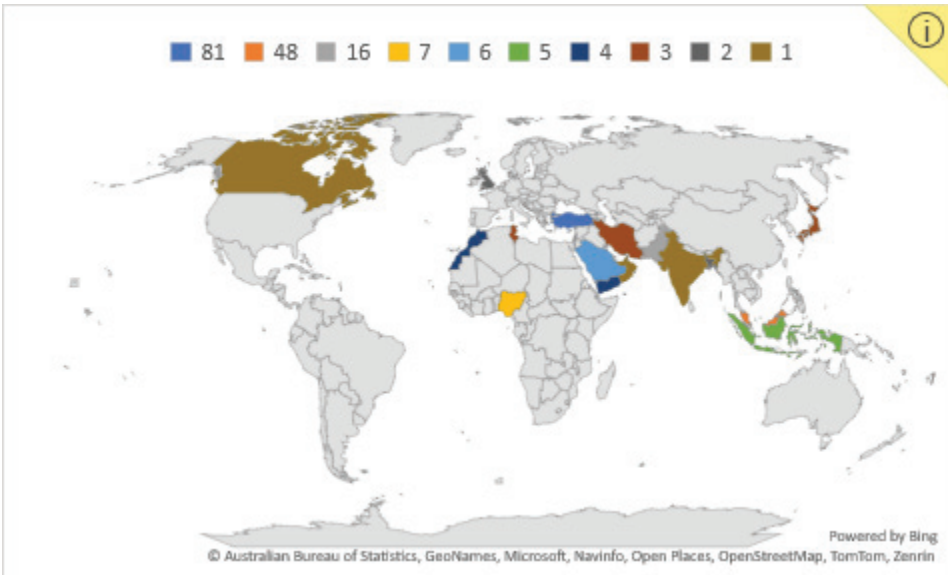 81 48 16 7 6 5 4 3 2 1
Powered by Bing
© Australian Bureau of Statistics, GeoNames, Microsoft, Navinfo, Open Places, OpenStreetMap, TomTom, Zenrin